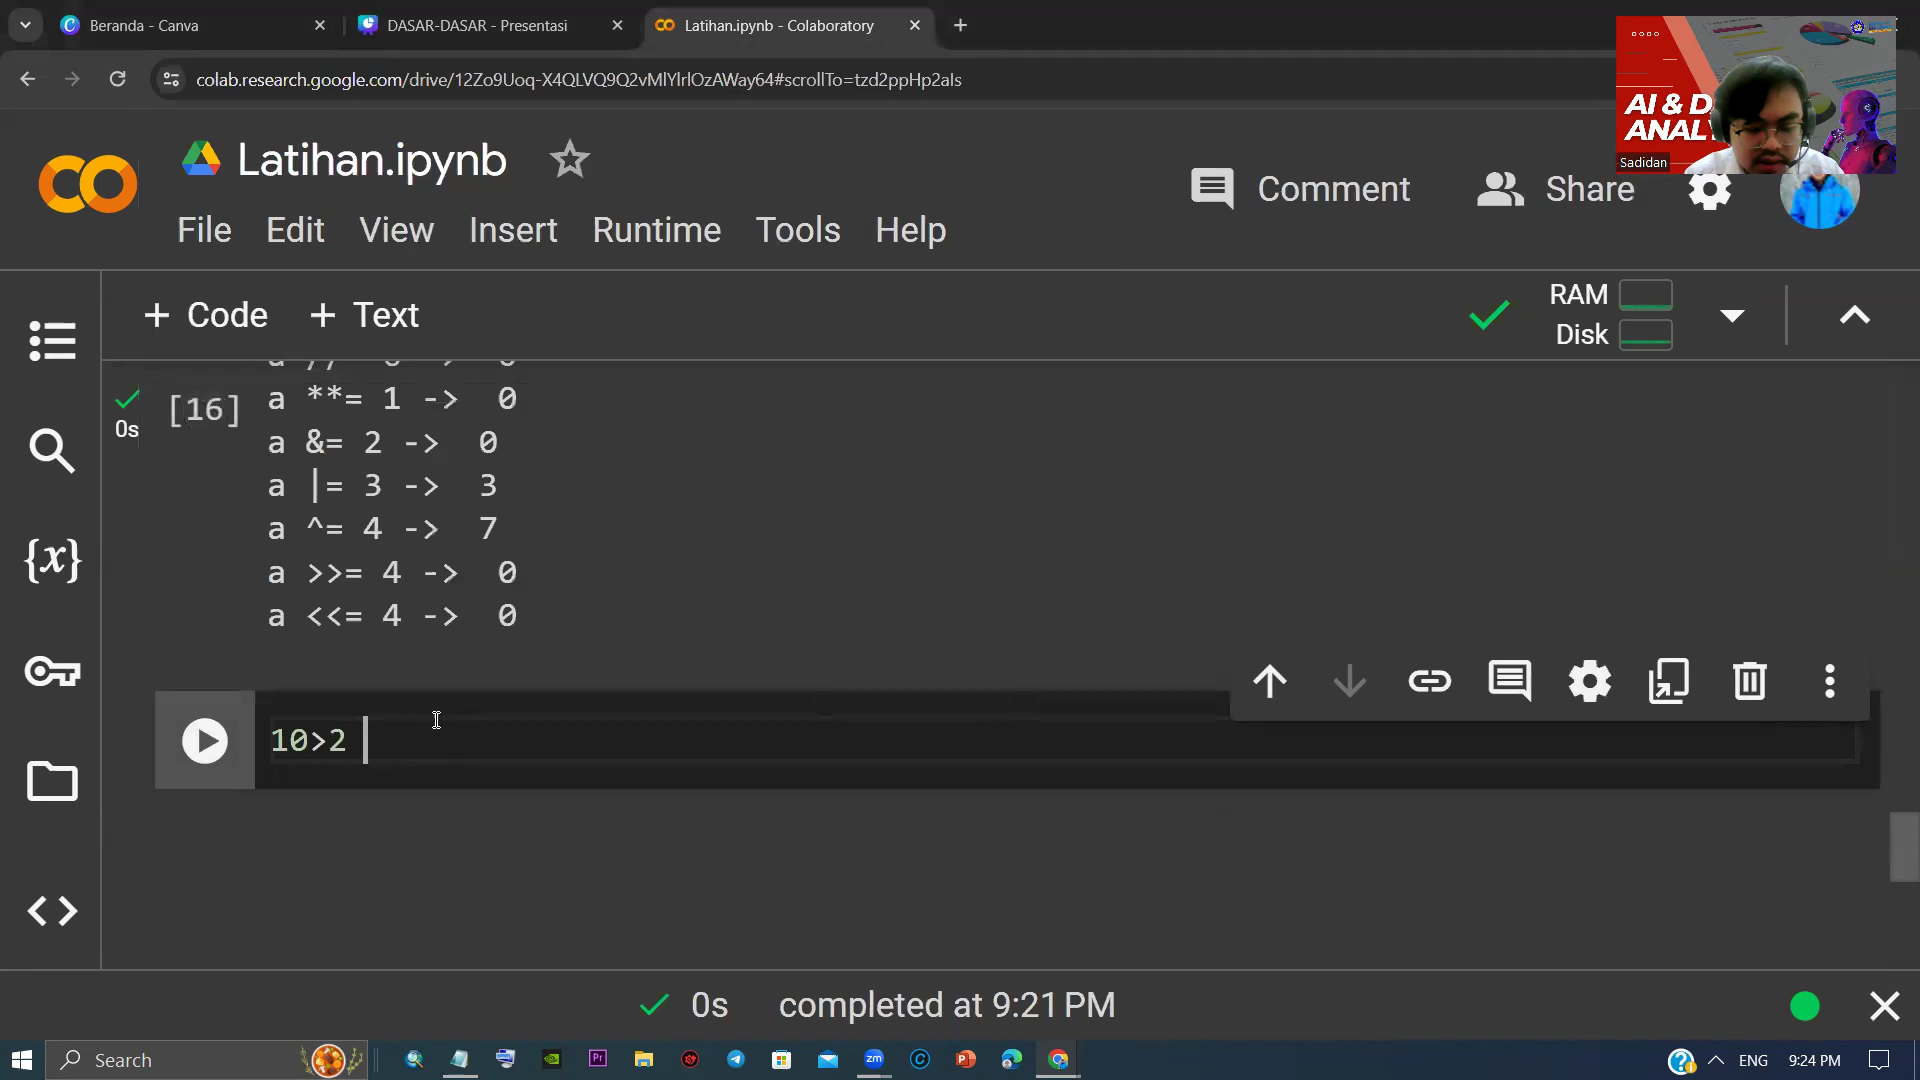 Beranda - Canva
DASAR-DASAR - Presentasi
Latihan.ipynb - Colaboratory
colab.research.google.com/drive/12Zo9Uoq-X4QLVQ9Q2vMlYlrlOzAWay64#scrollTo=tzd2ppHp2aIs
AI & D
ANAL
Sadidan
Latihan.ipynb
Comment
Share
File Edit View Insert Runtime Tools Help
+ Code + Text
RAM
Disk
0s
[16]
a **= 1 -> 0
a &= 2 -> 0
a |= 3 -> 3
a ^= 4 -> 7
a >>= 4 -> 0
a <<= 4 -> 0
{x}
10>2
0s completed at 9:21 PM
Search
Pr
zm
ENG
9:24 PM